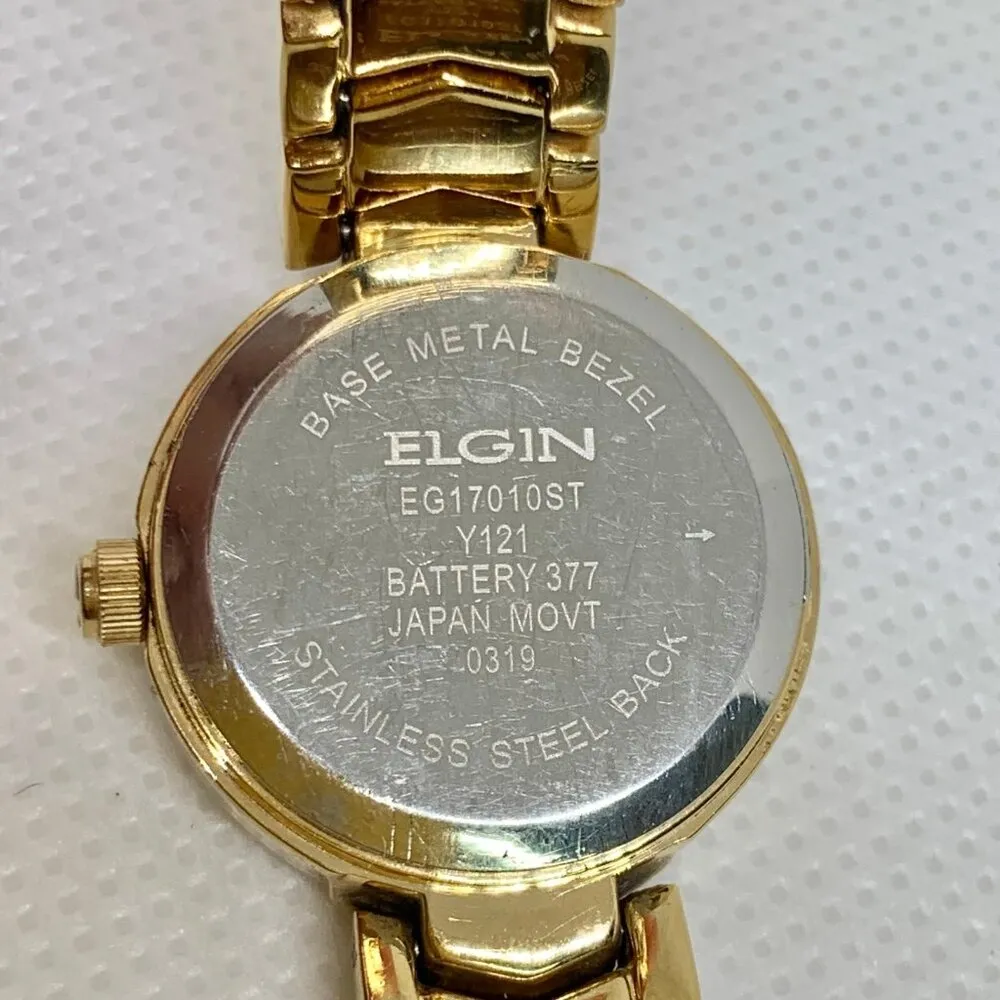 BASE METAL BEZEL
ELGIN
EG17010ST
Y121
BATTERY 377
JAPAN MOVT
0319
STAINLESS STEEL BACK